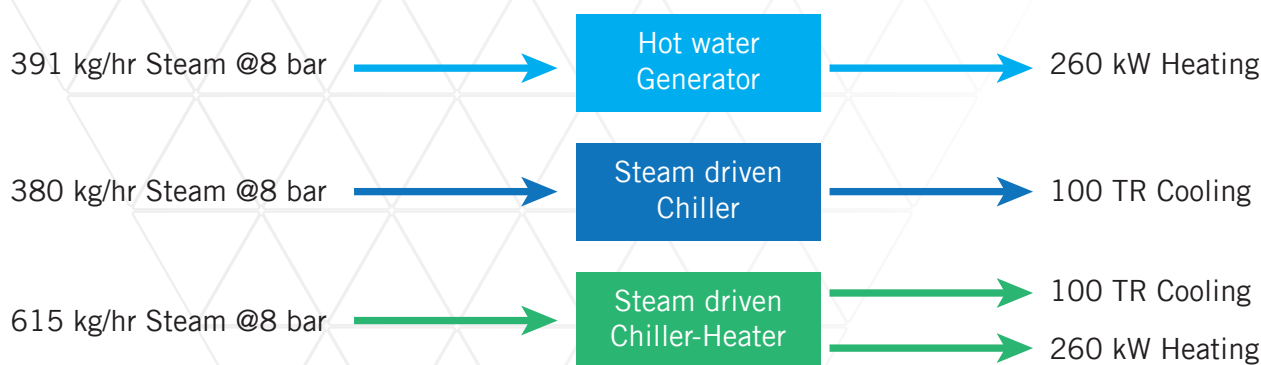 391 kg/hr Steam @8 bar
Hot water
Generator
260 kW Heating
380 kg/hr Steam @8 bar
Steam driven
Chiller
100 TR Cooling
615 kg/hr Steam @8 bar
Steam driven
Chiller-Heater
100 TR Cooling
260 kW Heating